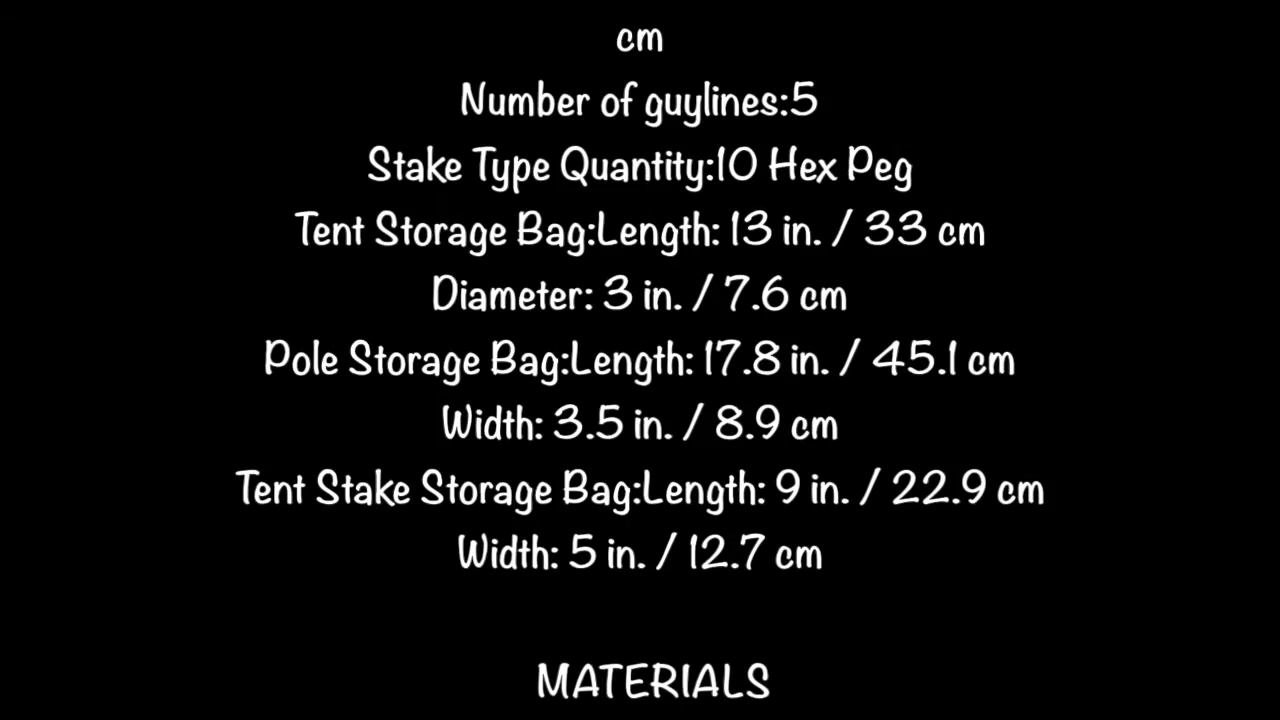 cm
Number of guylines:5
Stake Type Quantity:10 Hex Peg
Tent Storage Bag:Length: 13 in. / 33 cm
Diameter: 3 in. / 7.6 cm
Pole Storage Bag:Length: 17.8 in. / 45.1 cm
Width: 3.5 in. / 8.9 cm
Tent Stake Storage Bag:Length: 9 in. / 22.9 cm
Width: 5 in. / 12.7 cm
MATERIALS